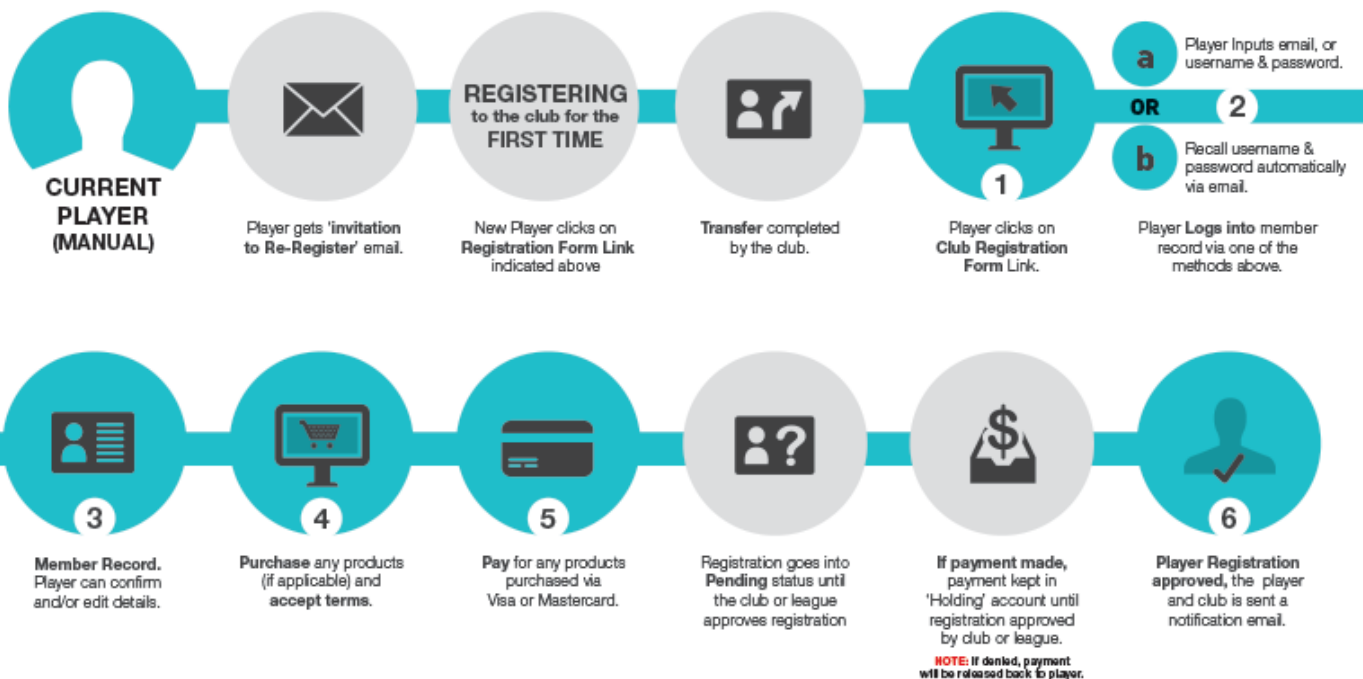 CURRENT
PLAYER
(MANUAL)
Player gets 'invitation
to Re-Register' email.
REGISTERING
to the club for the
FIRST TIME
New Player clicks on
Registration Form Link
indicated above
Transfer completed
by the club.
1
Player clicks on
Club Registration
Form Link.
a
Player Inputs email, or
username & password.
OR
2
b
Recall username &
password automatically
via email.
Player Logs into member
record via one of the
methods above.
3
Member Record.
Player can confirm
and/or edit details.
4
Purchase any products
(if applicable) and
accept terms.
5
Pay for any products
purchased via
Visa or Mastercard.
?
Registration goes into
Pending status until
the club or league
approves registration
$
If payment made,
payment kept in
'Holding' account until
registration approved
by club or league.
NOTE: If denied, payment
will be released back to player.
6
Player Registration
approved, the player
and club is sent a
notification email.